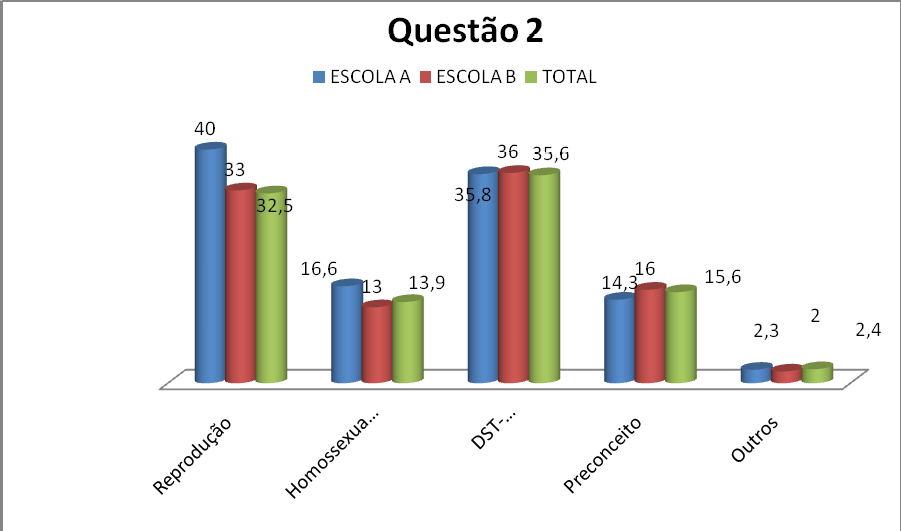 Questão 2
ESCOLA A ESCOLA B TOTAL
40 33 32,5
16,6 13 13,9
35,8 36 35,6
14,3 16 15,6
2,3 2 2,4
Reprodução
Homossexua...
DST-...
Preconceito
Outros